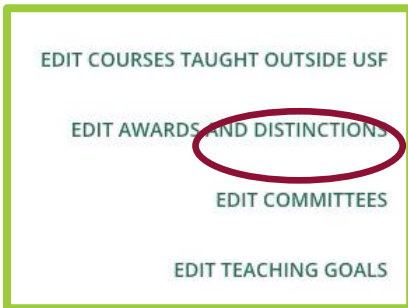 EDIT COURSES TAUGHT OUTSIDE USF
EDIT AWARDS AND DISTINCTIONS
EDIT COMMITTEES
EDIT TEACHING GOALS